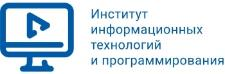 Институт
информационных
технологий
и программирования